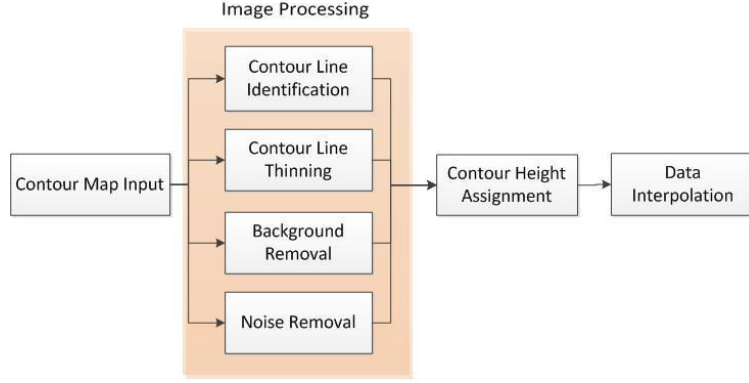 Image Processing
Contour Line
Identification
Contour Line
Thinning
Contour Map Input
Contour Height
Assignment
Data
Interpolation
Background
Removal
Noise Removal